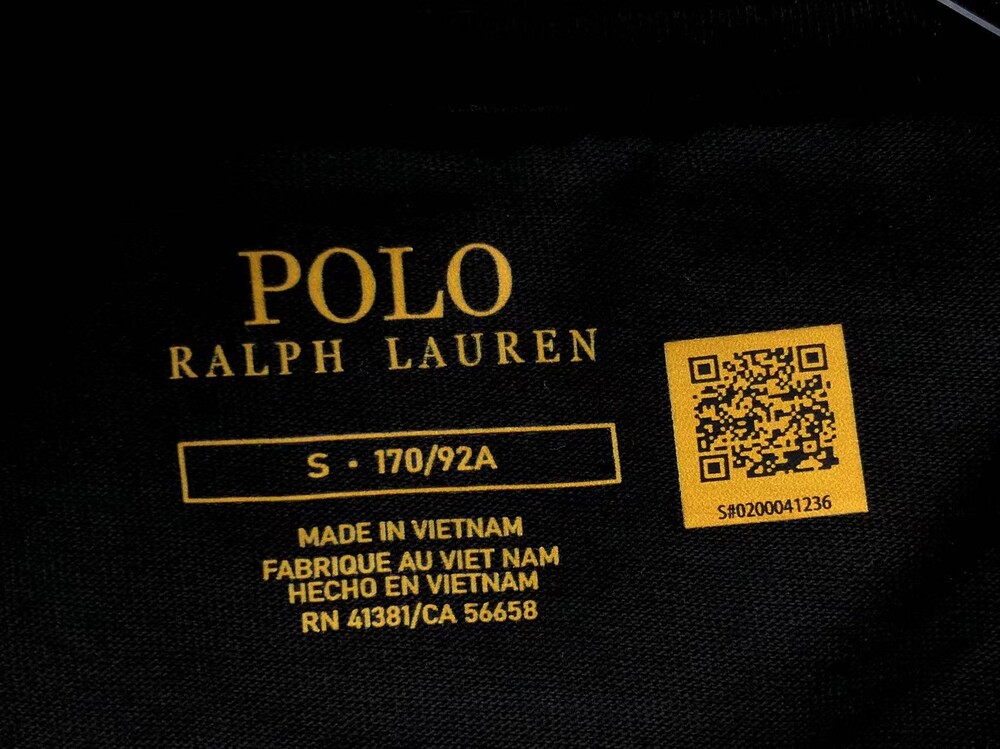 POLO
RALPH LAUREN
S • 170/92A
MADE IN VIETNAM
FABRIQUE AU VIET NAM
HECHO EN VIETNAM
RN 41381/CA 56658
S#0200041236